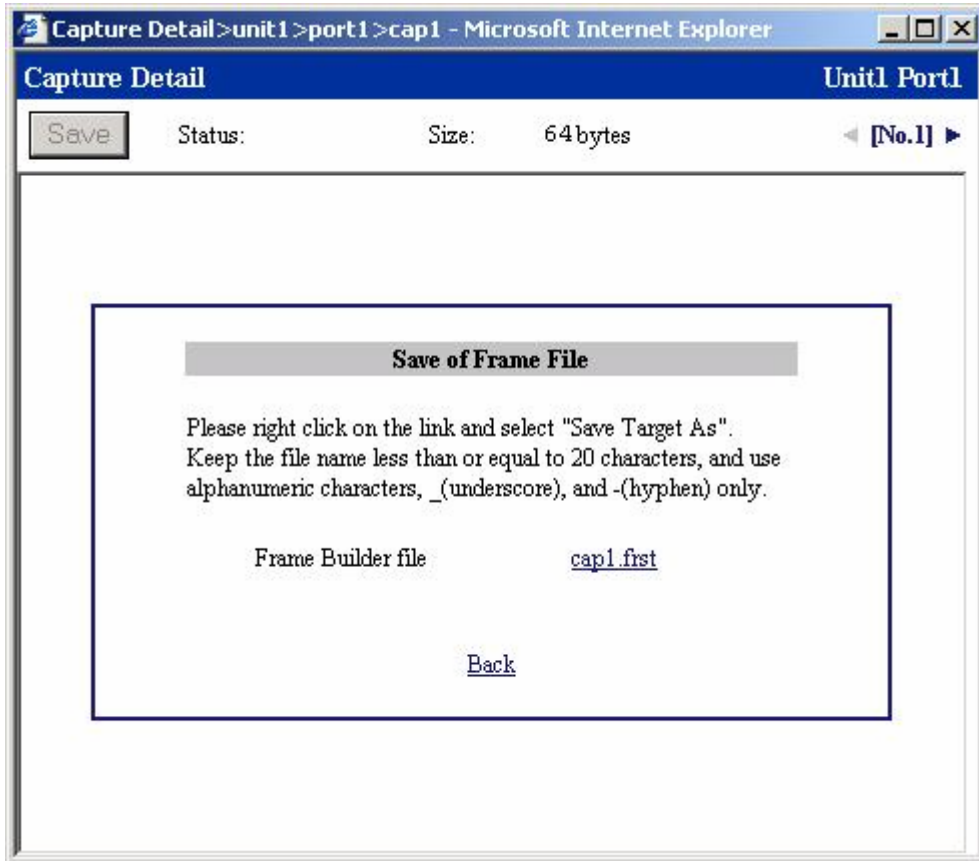 Capture Detail>unit1>port1>cap1 - Microsoft Internet Explorer
Capture Detail Unit1 Port1
Save Status: Size: 64bytes [No.1]
Save of Frame File
Please right click on the link and select "Save Target As".
Keep the file name less than or equal to 20 characters, and use
alphanumeric characters, _(underscore), and -(hyphen) only.
Frame Builder file cap1.frst
Back